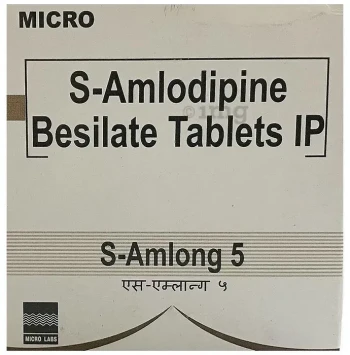 MICRO
S-Amlodipine
Besilate Tablets IP
S-Amlong 5
एस-एम्लान्ग ५
MICRO LABS